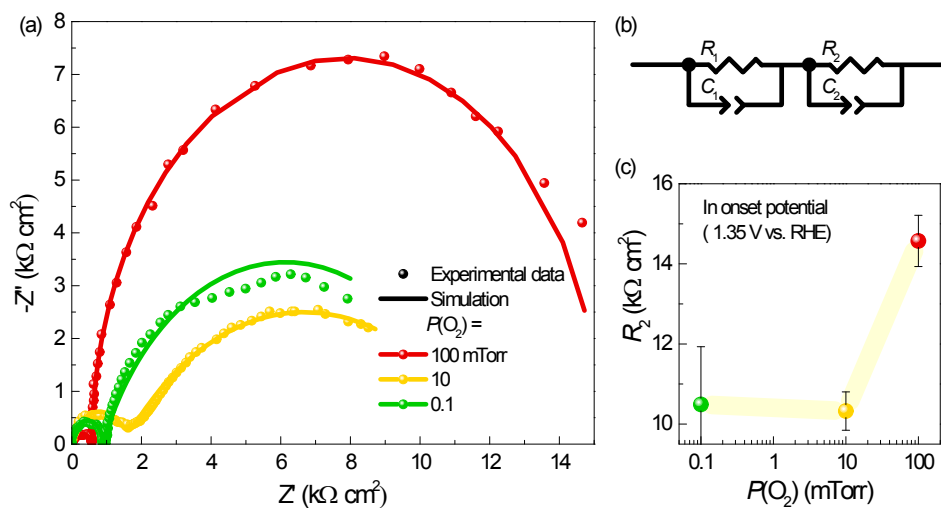 (a)
8
7
6
5
4
3
2
1
0
-Z'' (kΩ cm²)
0 2 4 6 8 10 12 14
Z' (kΩ cm²)
Experimental data
Simulation
P(O₂) =
100 mTorr
10
0.1
(b)
R₁
C₁
R₂
C₂
(c)
16
14
12
10
R₂ (kΩ cm²)
In onset potential
( 1.35 V vs. RHE)
0.1 1 10 100
P(O₂) (mTorr)